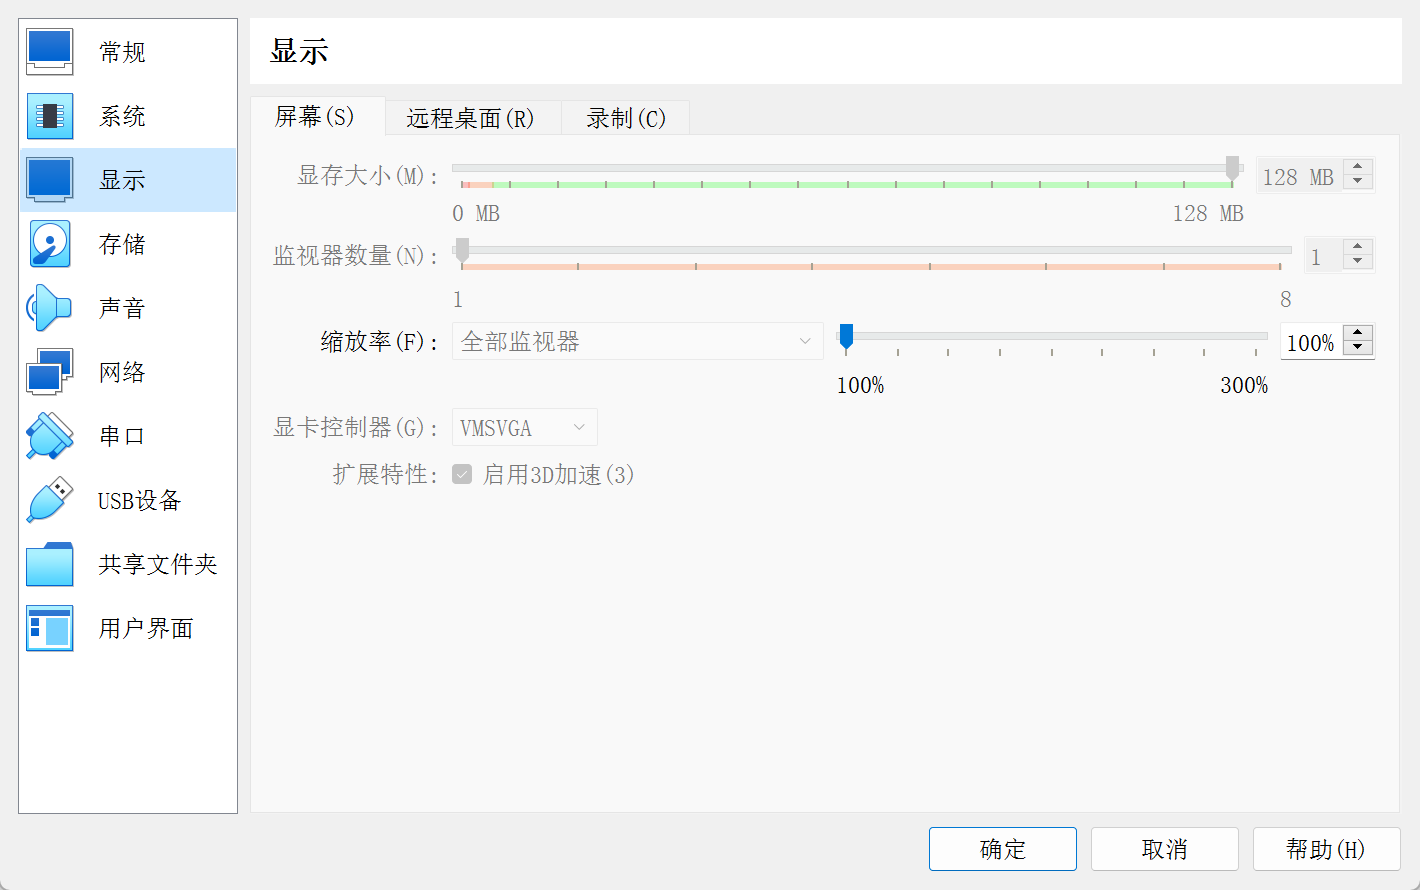 常规
系统
显示
存储
声音
网络
串口
USB设备
共享文件夹
用户界面
显示
屏幕(S) 远程桌面(R) 录制(C)
显存大小(M): 128 MB
0 MB 128 MB
监视器数量(N): 1
1 8
缩放率(F): 全部监视器 100%
100% 300%
显卡控制器(G): VMSVGA
扩展特性: 启用3D加速(3)
确定 取消 帮助(H)